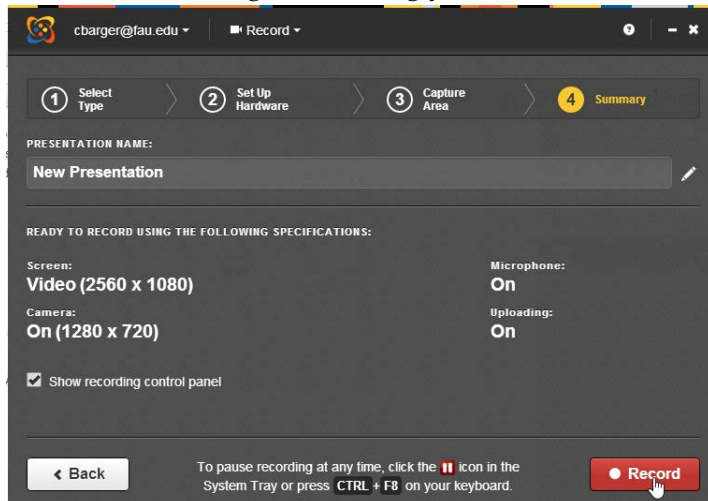 cbarger@fau.edu Record ?
1 Select Type 2 Set Up Hardware 3 Capture Area 4 Summary
PRESENTATION NAME:
New Presentation
READY TO RECORD USING THE FOLLOWING SPECIFICATIONS:
Screen: Microphone:
Video (2560 x 1080) On
Camera: Uploading:
On (1280 x 720) On
Show recording control panel
Back To pause recording at any time, click the icon in the Record
System Tray or press CTRL + F8 on your keyboard.